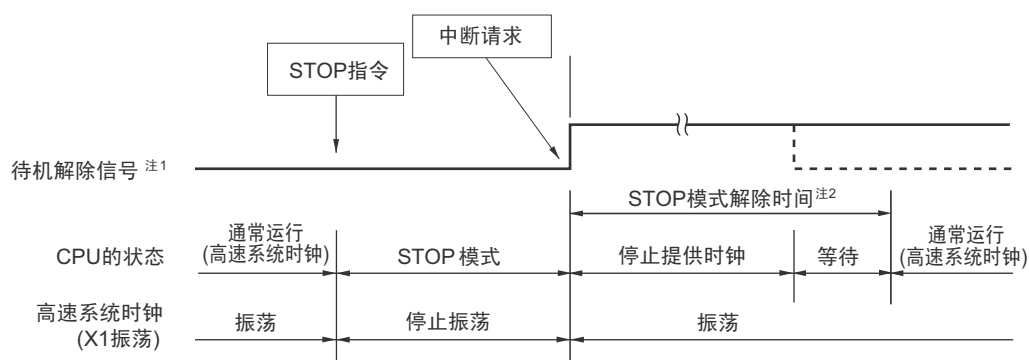 中断请求
STOP指令
待机解除信号 注1
STOP模式解除时间注2
CPU的状态
通常运行
(高速系统时钟)
STOP 模式
停止提供时钟
等待
通常运行
(高速系统时钟)
高速系统时钟
(X1振荡)
振荡
停止振荡
振荡